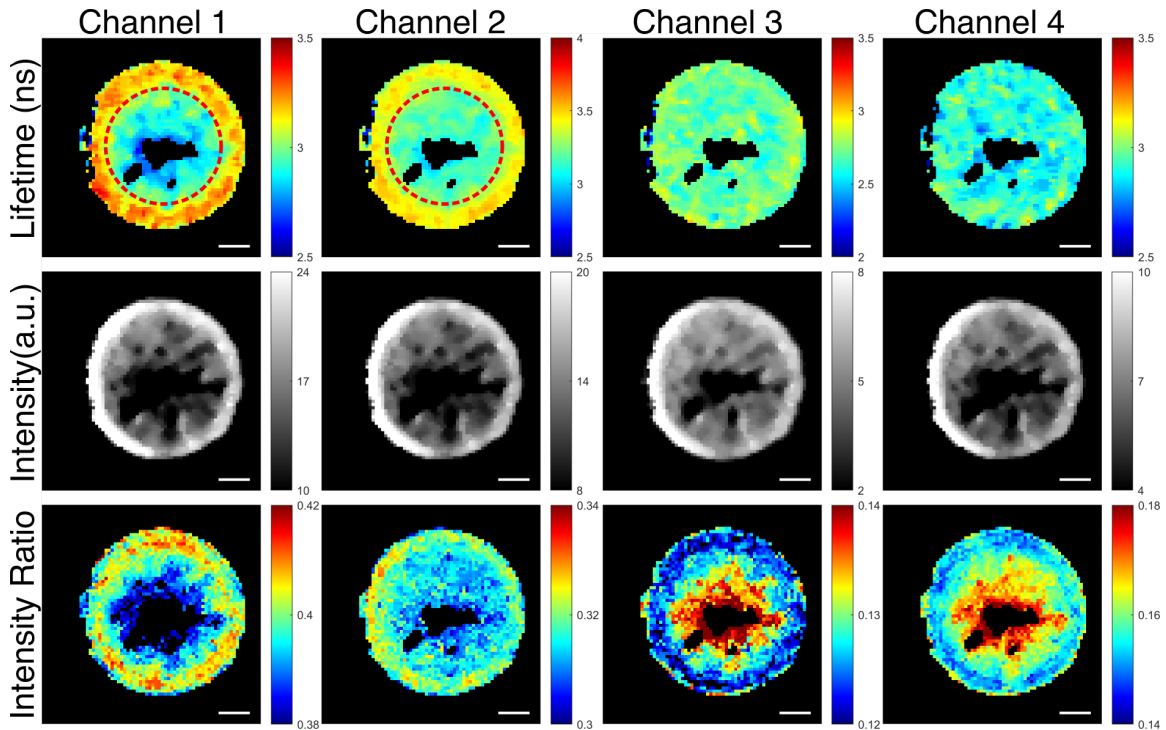 Channel 1 Channel 2 Channel 3 Channel 4
Lifetime (ns)
3.5 4 4 3.5
3 3.5 3.5 3
3 3
2.5 2.5
2.5 2.5 2 2.5
Intensity(a.u.)
24 20 8 10
17 14 5 7
10 8 2 4
Intensity Ratio
0.42 0.34 0.14 0.18
0.4 0.32 0.13 0.16
0.38 0.3 0.12 0.14